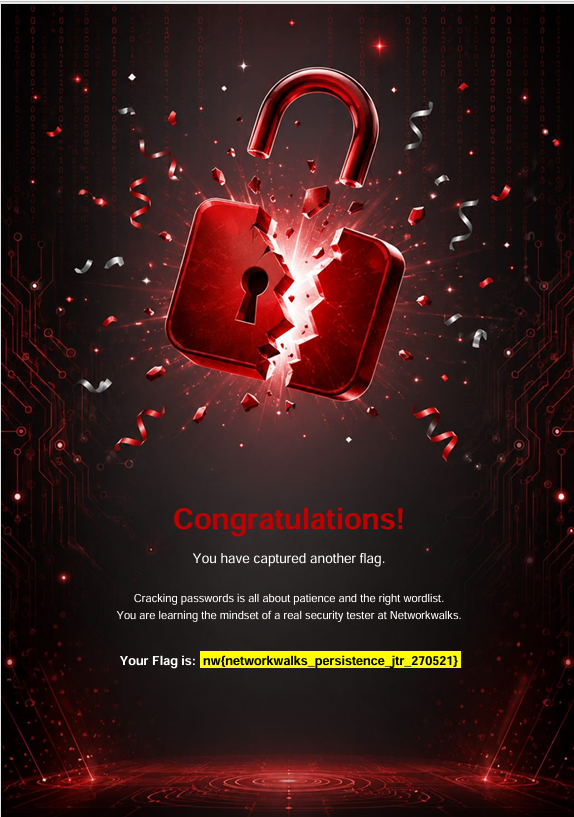 Congratulations!
You have captured another flag.
Cracking passwords is all about patience and the right wordlist.
You are learning the mindset of a real security tester at Networkwalks.
Your Flag is: nw{networkwalks_persistence_jtr_270521}